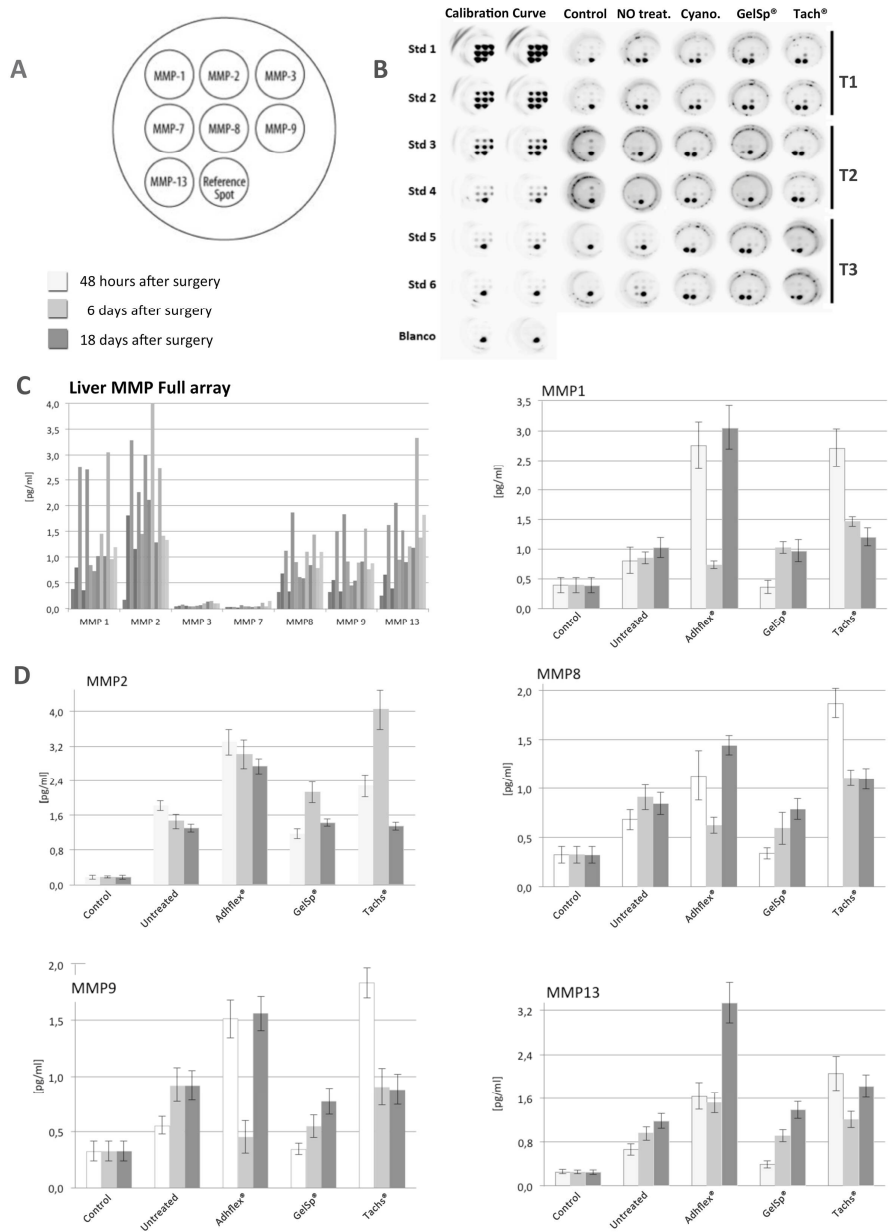 A
MMP-1 MMP-2 MMP-3
MMP-7 MMP-8 MMP-9
MMP-13 Reference Spot
48 hours after surgery
6 days after surgery
18 days after surgery
B
Calibration Curve Control NO treat. Cyano. GelSp® Tach®
Std 1
Std 2
T1
Std 3
Std 4
T2
Std 5
Std 6
T3
Blanco
C
Liver MMP Full array
[pg/ml]
4,0
3,5
3,0
2,5
2,0
1,5
1,0
0,5
0,0
MMP 1 MMP 2 MMP 3 MMP 7 MMP8 MMP 9 MMP 13
MMP1
[pg/ml]
3,5
3,0
2,5
1,5
1,0
0,5
0,0
Control Untreated Adhflex® GelSp® Tachs®
D
MMP2
[pg/ml]
4,0
3,2
2,4
1,6
0,8
0,0
Control Untreated Adhflex® GelSp® Tachs®
MMP8
[pg/ml]
2,0
1,5
1,0
0,5
0,0
Control Untreated Adhflex® GelSp® Tachs®
MMP9
[pg/ml]
2,0
1,5
1,0
0,5
0,0
Control Untreated Adhflex® GelSp® Tachs®
MMP13
[pg/ml]
3,2
2,4
1,6
0,8
0,0
Control Untreated Adhflex® GelSp® Tachs®